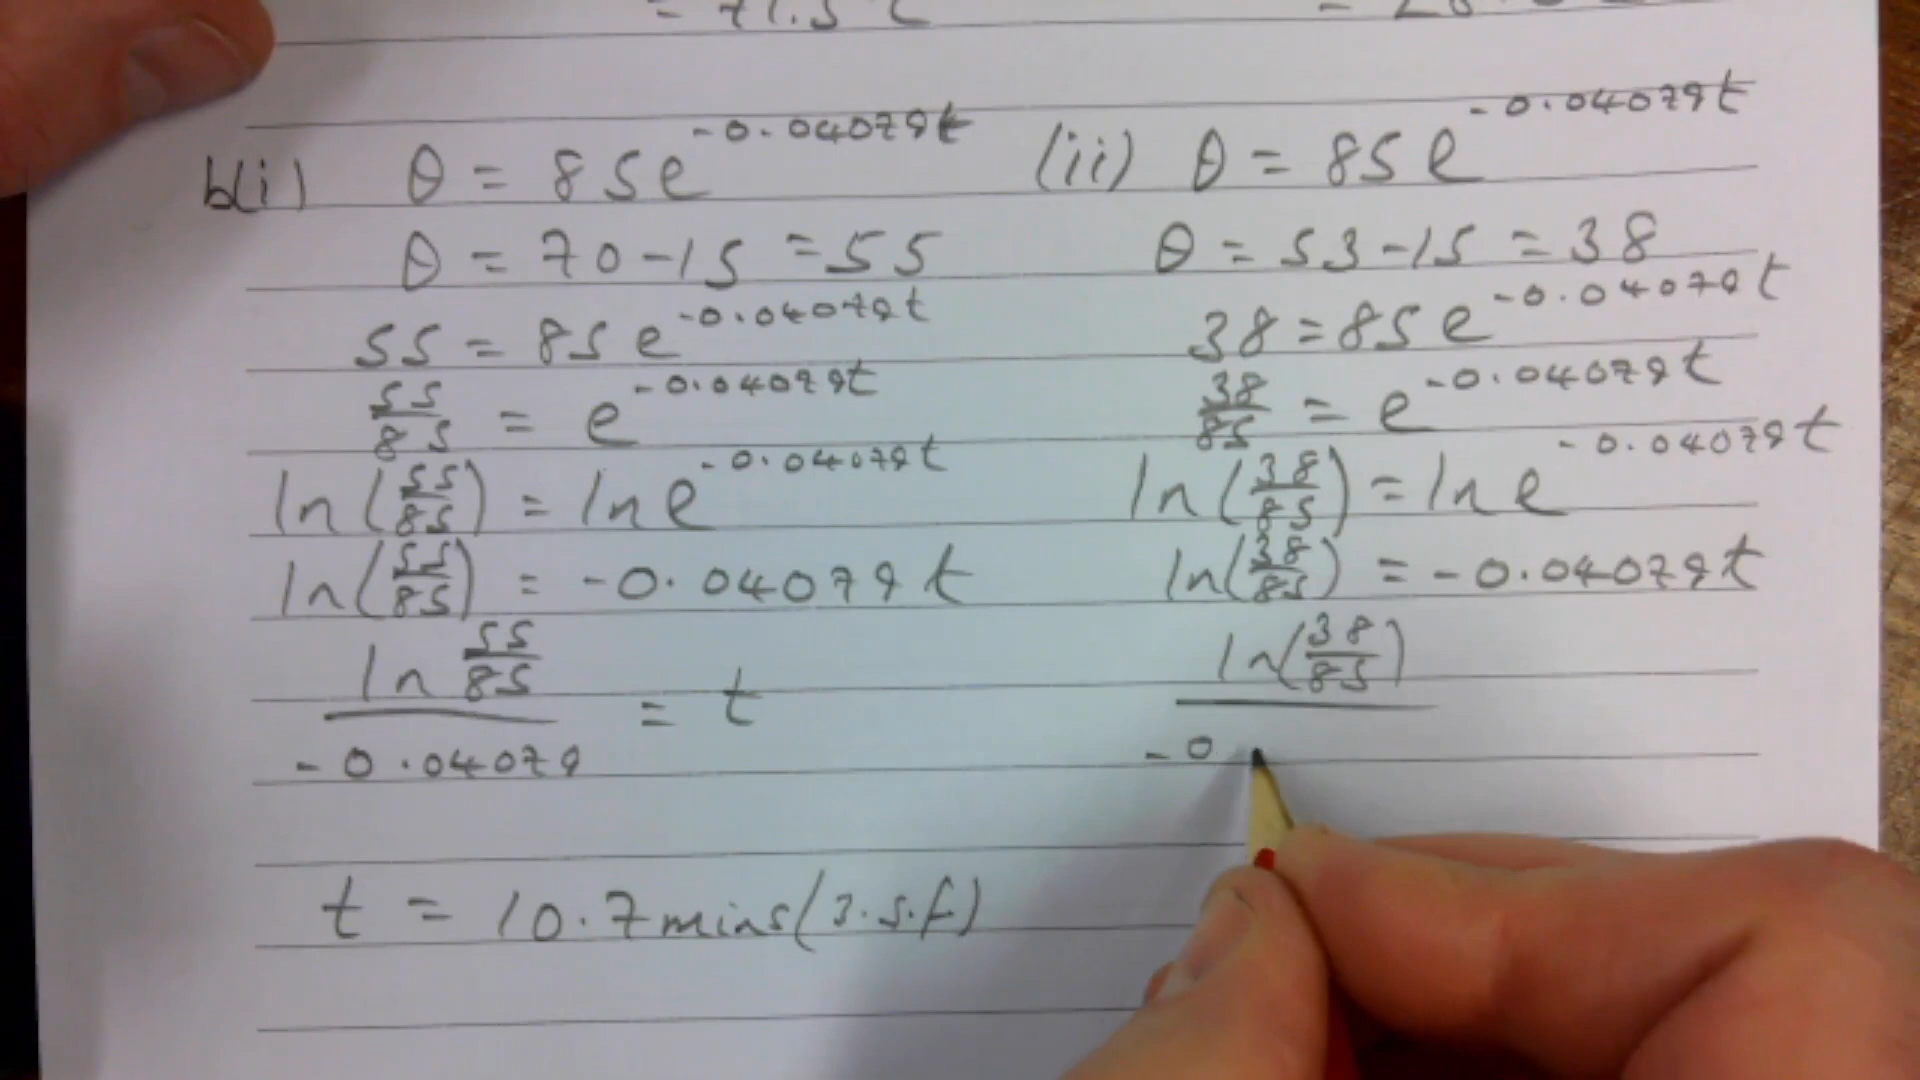 b(i) θ = 85e^-0.04079t
θ = 70-15 = 55
55 = 85e^-0.04079t
55/85 = e^-0.04079t
ln(55/85) = ln e^-0.04079t
ln(55/85) = -0.04079t
ln 55/85
-0.04079 = t
t = 10.7mins(3.s.f)
(ii) θ = 85e^-0.04079t
θ = 53-15 = 38
38 = 85e^-0.04079t
38/85 = e^-0.04079t
ln(38/85) = ln e^-0.04079t
ln(38/85) = -0.04079t
ln(38/85)
-0.